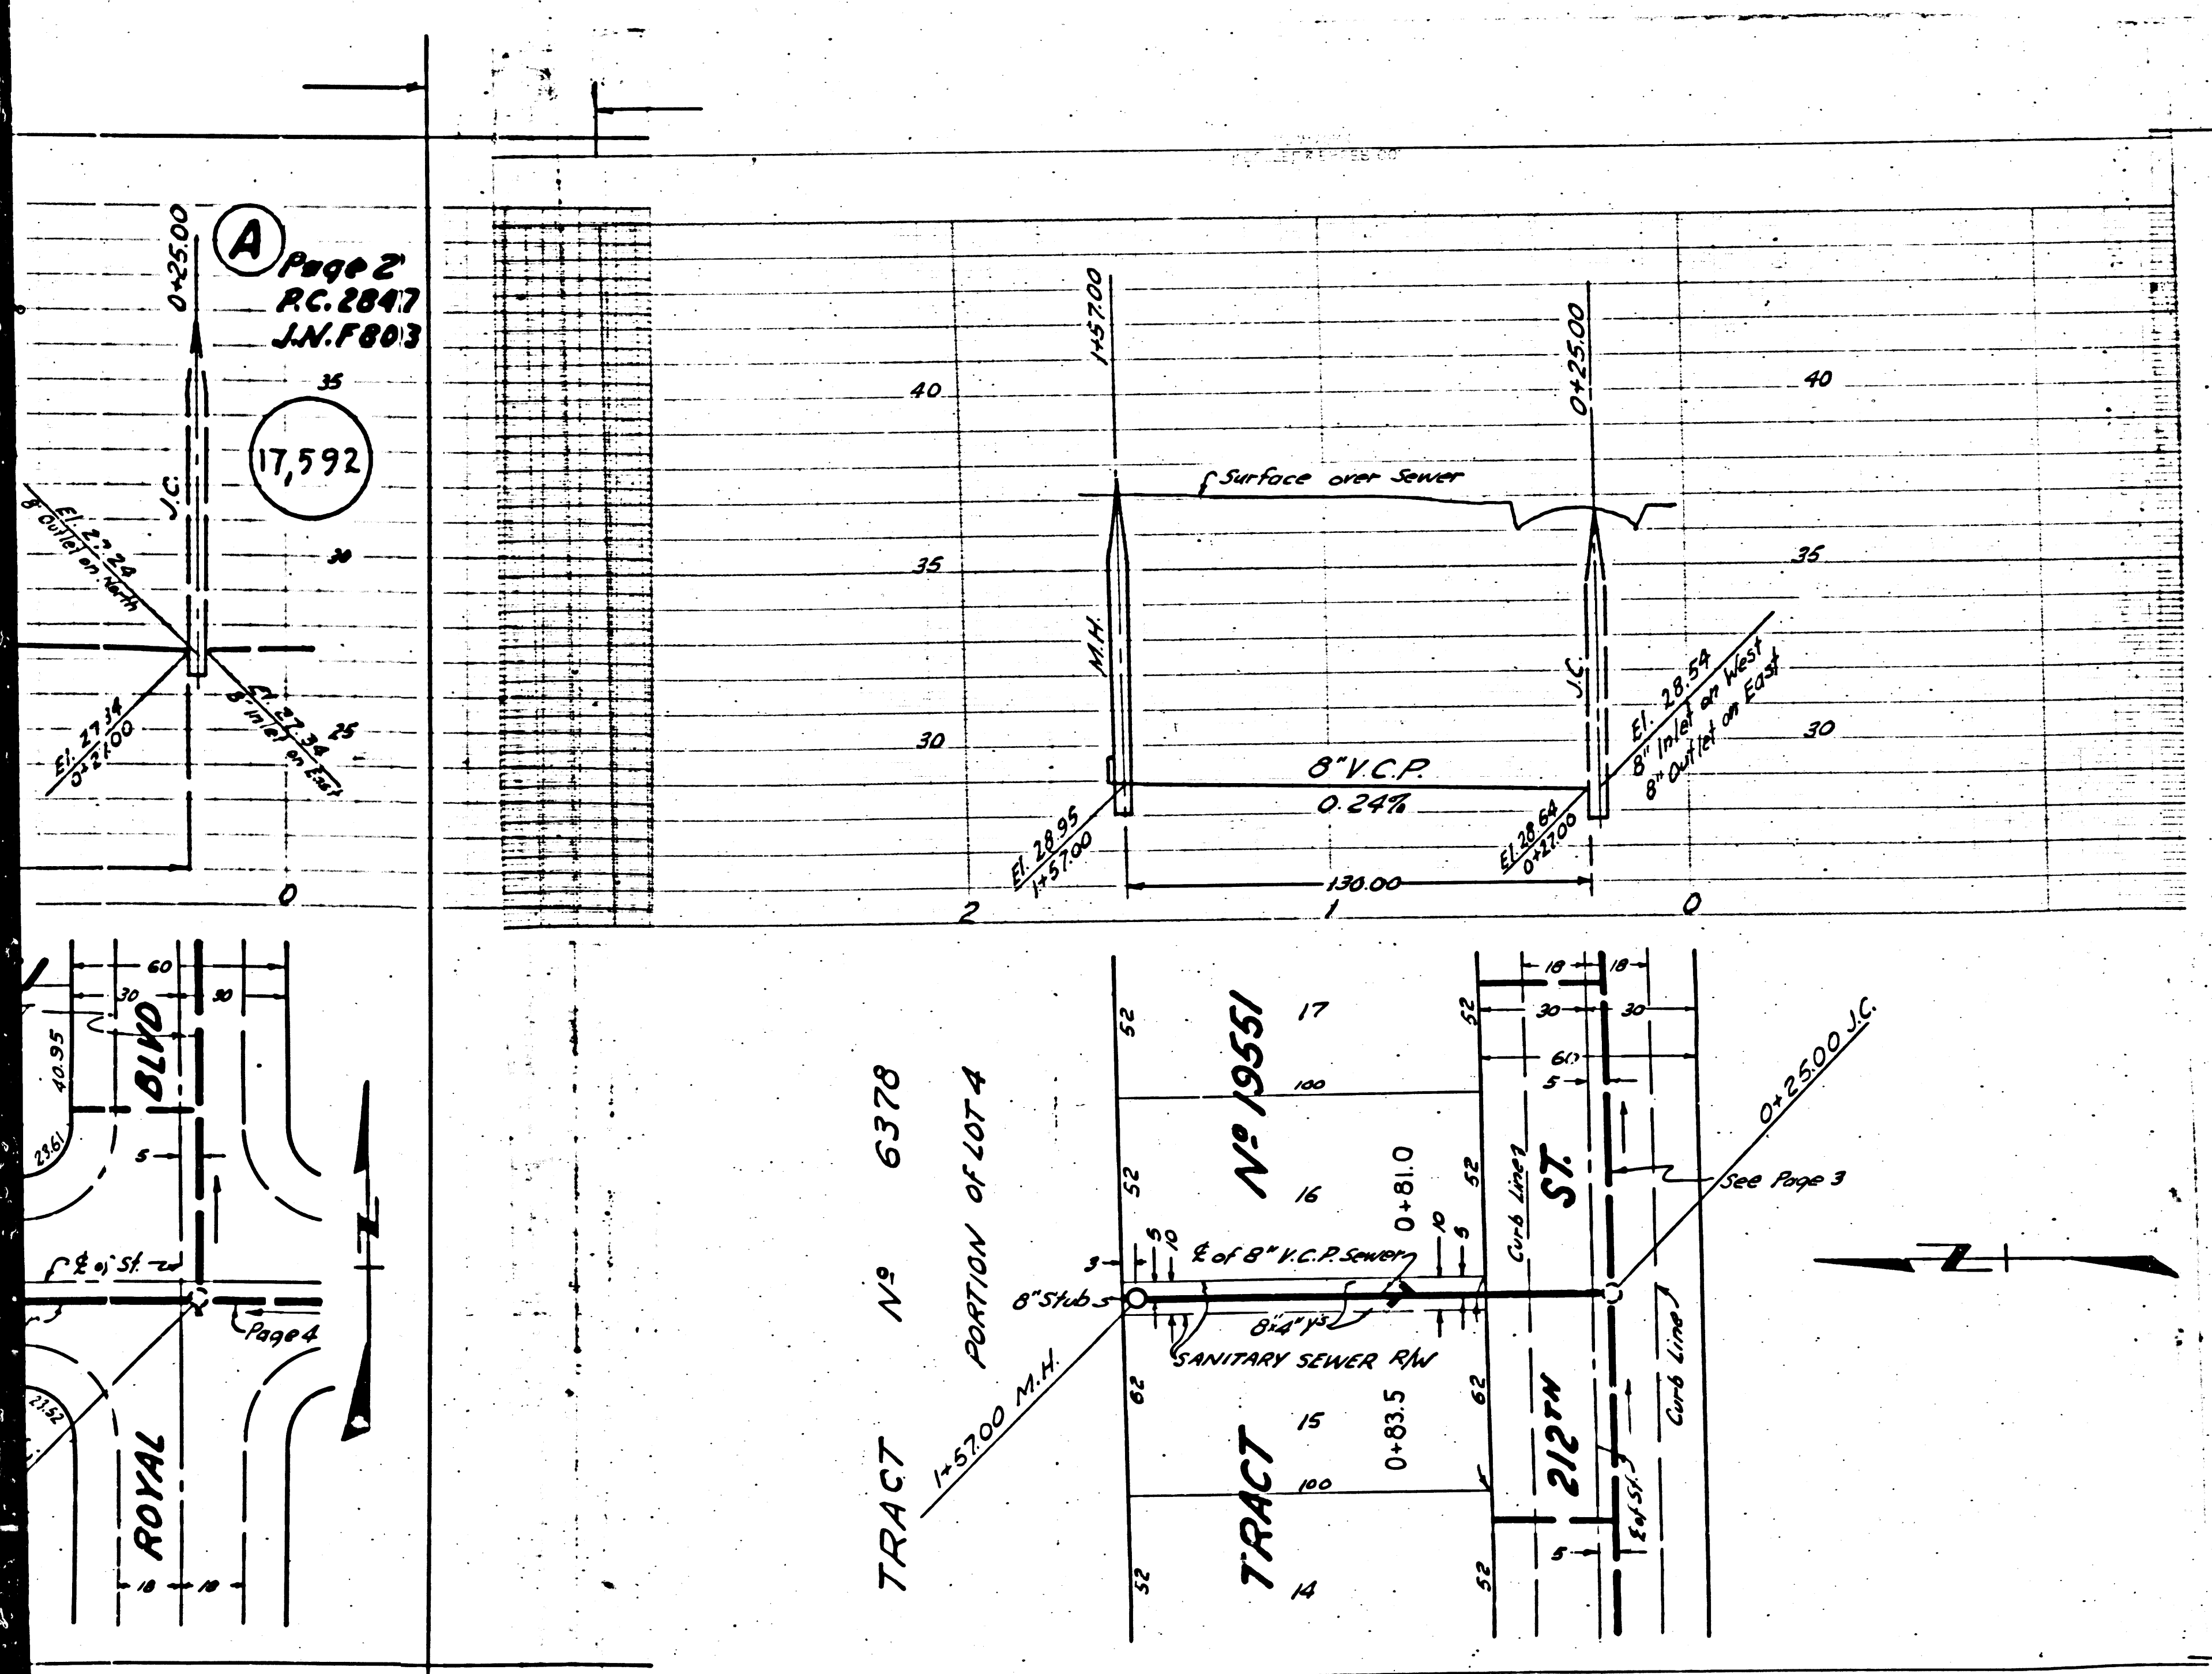 0+25.00
A
Page 2
P.C. 2847
J.N. F803
35
17,592
J.C.
El. 27.24
8" Outlet on North
30
El. 27.34
0+27.00
El. 27.34
8" Inlet on East
25
0
1+57.00
0+25.00
40
40
Surface over Sewer
35
35
M.H.
J.C.
El. 28.54
8" Inlet on West
8" Outlet on East
30
30
8" V.C.P.
0.24%
El. 28.95
1+57.00
El. 28.64
0+27.00
130.00
2
1
0
60
30
30
BLVD
40.95
23.61
5
℄ of St.
Page 4
23.52
ROYAL
18
18
TRACT Nº 6378
PORTION of LOT 4
1+57.00 M.H.
TRACT Nº 19551
52
17
52
100
52
16
52
0+81.0
3
5
10
℄ of 8" V.C.P. Sewer
10
5
8" Stub
8"x4" Ys
SANITARY SEWER R/W
62
15
62
0+83.5
100
52
14
52
18
18
30
30
60
5
Curb Line
212TH ST.
See Page 3
0+25.00 J.C.
Curb Line
℄ of St.
5
N
N